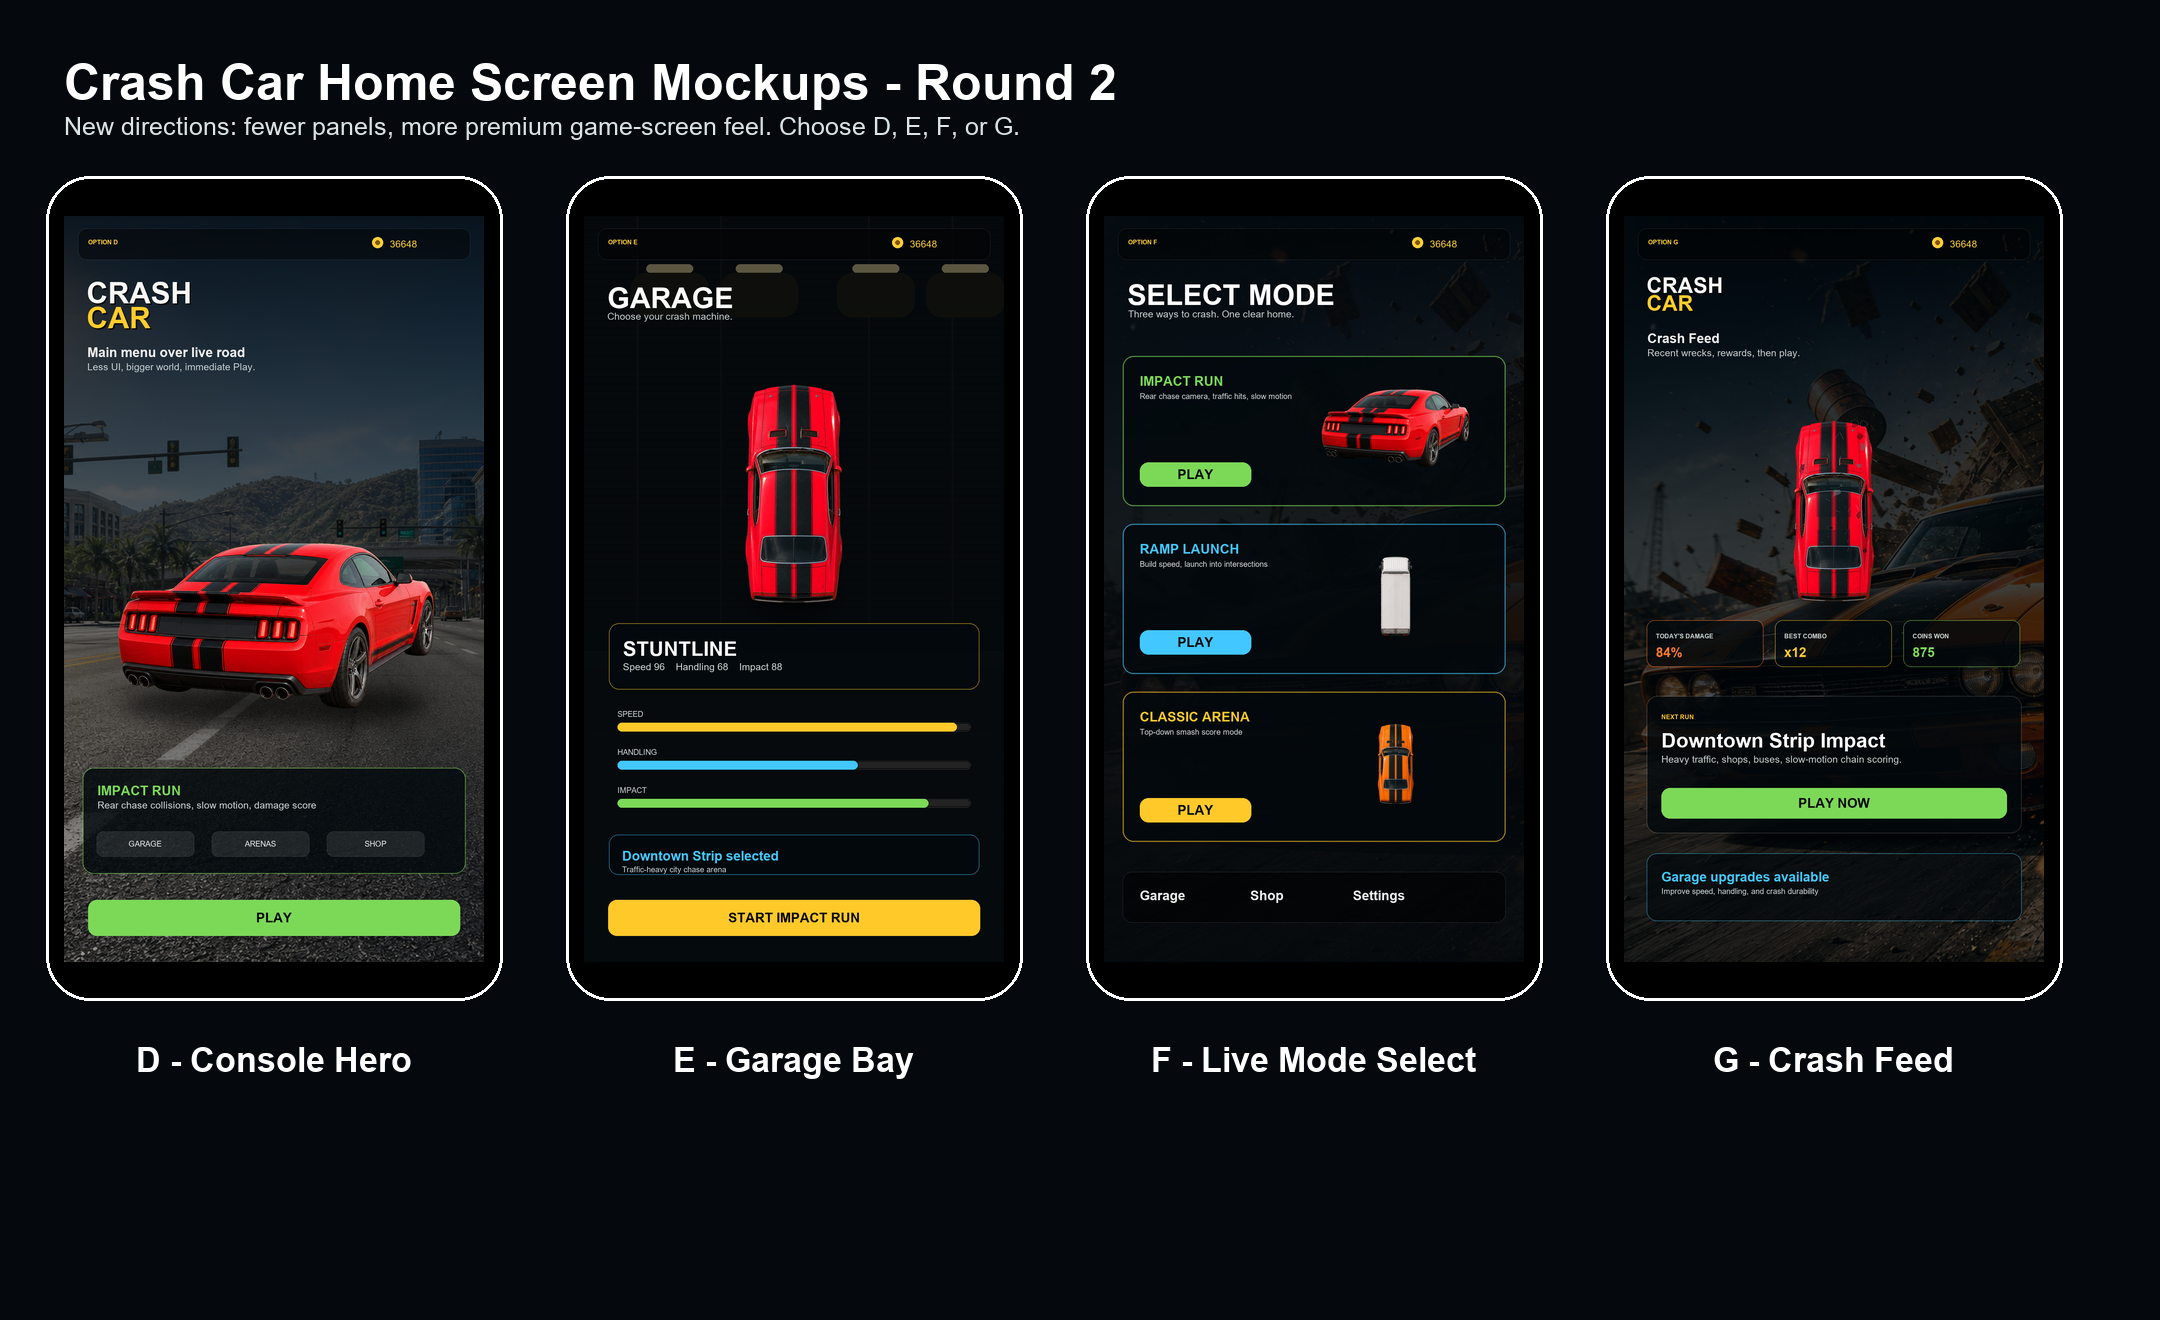 Crash Car Home Screen Mockups - Round 2
New directions: fewer panels, more premium game-screen feel. Choose D, E, F, or G.
OPTION D
36648
CRASH
CAR
Main menu over live road
Less UI, bigger world, immediate Play.
IMPACT RUN
Rear chase collisions, slow motion, damage score
GARAGE
ARENAS
SHOP
PLAY
D - Console Hero
OPTION E
36648
GARAGE
Choose your crash machine.
STUNTLINE
Speed 96 Handling 68 Impact 88
SPEED
HANDLING
IMPACT
Downtown Strip selected
Traffic-heavy city chase arena
START IMPACT RUN
E - Garage Bay
OPTION F
36648
SELECT MODE
Three ways to crash. One clear home.
IMPACT RUN
Rear chase camera, traffic hits, slow motion
PLAY
RAMP LAUNCH
Build speed, launch into intersections
PLAY
CLASSIC ARENA
Top-down smash score mode
PLAY
Garage
Shop
Settings
F - Live Mode Select
OPTION G
36648
CRASH
CAR
Crash Feed
Recent wrecks, rewards, then play.
TODAY'S DAMAGE
84%
BEST COMBO
x12
COINS WON
875
NEXT RUN
Downtown Strip Impact
Heavy traffic, shops, buses, slow-motion chain scoring.
PLAY NOW
Garage upgrades available
Improve speed, handling, and crash durability
G - Crash Feed